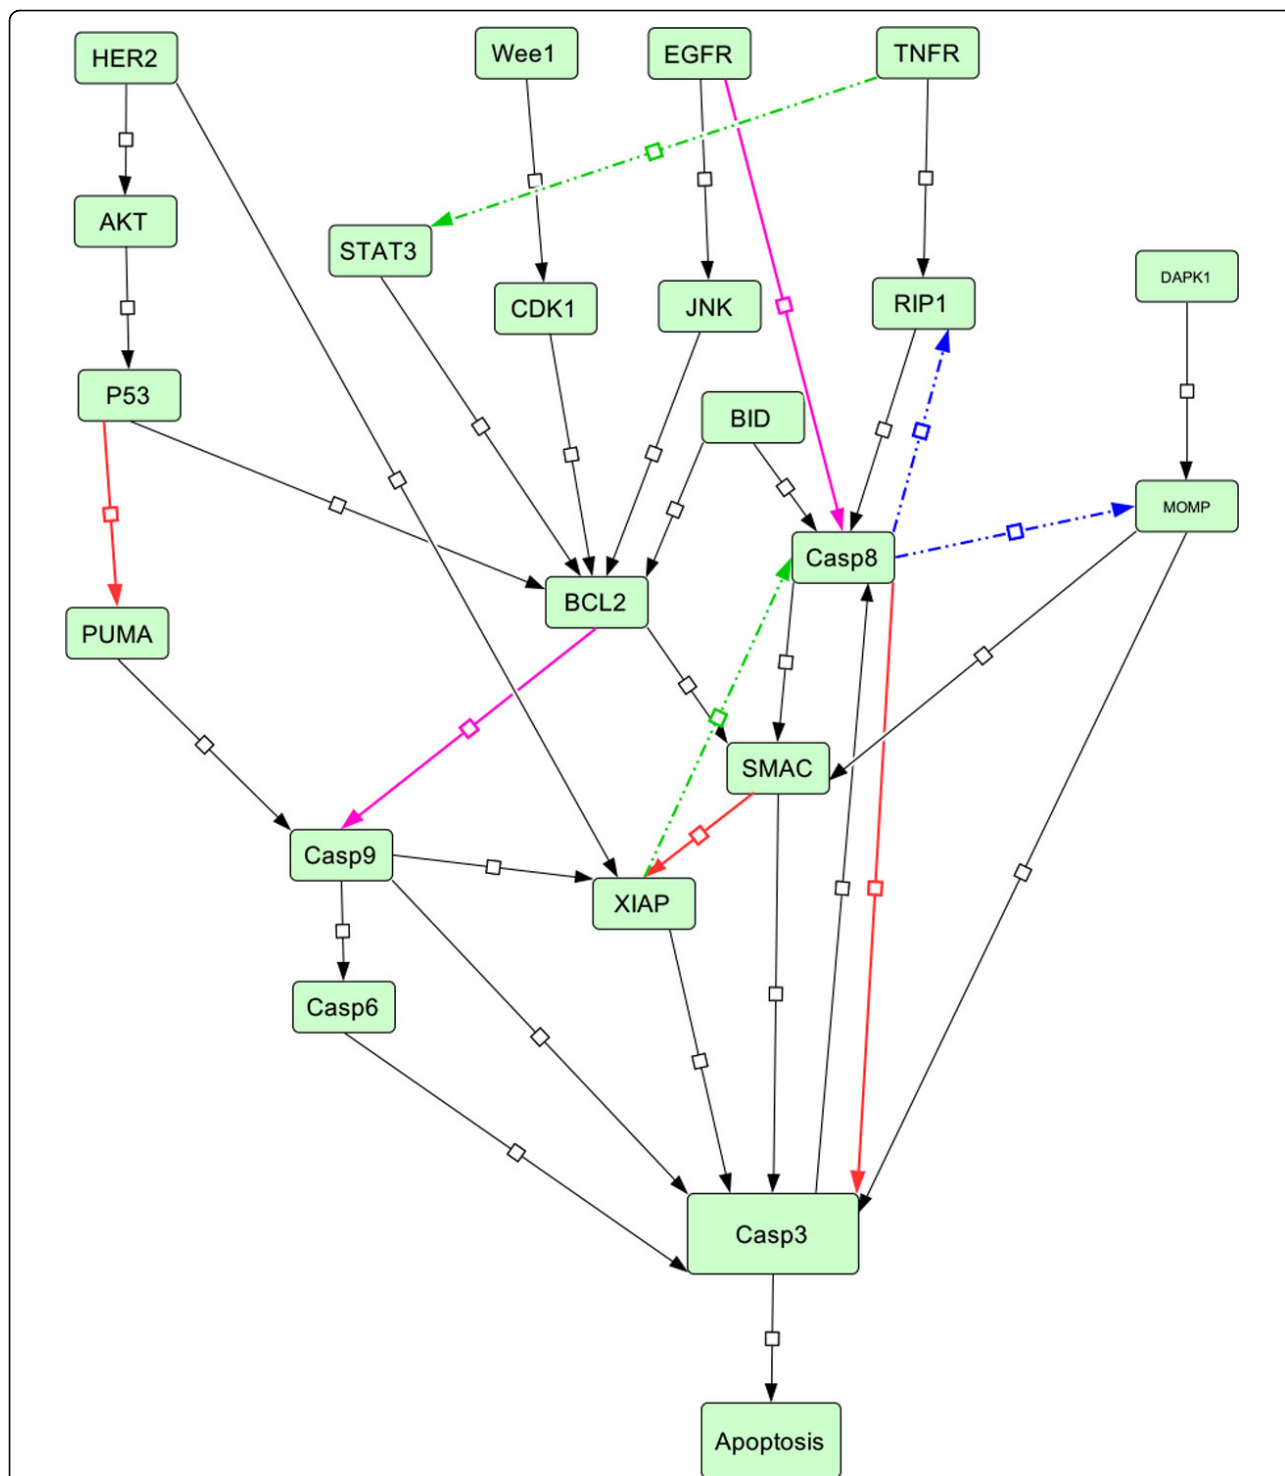 HER2
Wee1
EGFR
TNFR
AKT
STAT3
CDK1
JNK
RIP1
DAPK1
P53
BID
MOMP
Casp8
BCL2
PUMA
SMAC
Casp9
XIAP
Casp6
Casp3
Apoptosis